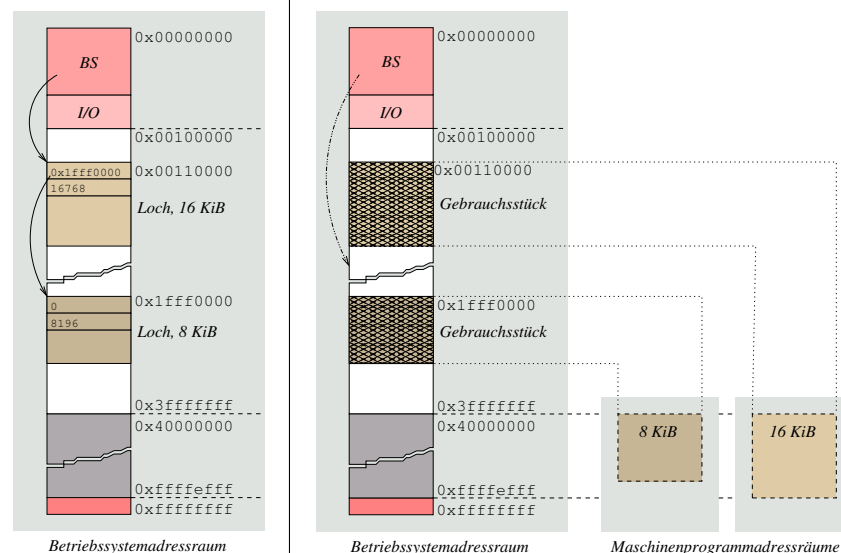 0x00000000
BS
I/O
0x00100000
0x1fff0000
0x00110000
16768
Loch, 16 KiB
0x1fff0000
0
8196
Loch, 8 KiB
0x3fffffff
0x40000000
0xffffefff
0xffffffff
Betriebssystemadressraum
0x00000000
BS
I/O
0x00100000
0x00110000
Gebrauchsstück
0x1fff0000
Gebrauchsstück
0x3fffffff
0x40000000
0xffffefff
0xffffffff
8 KiB
16 KiB
Betriebssystemadressraum
Maschinenprogrammadressräume